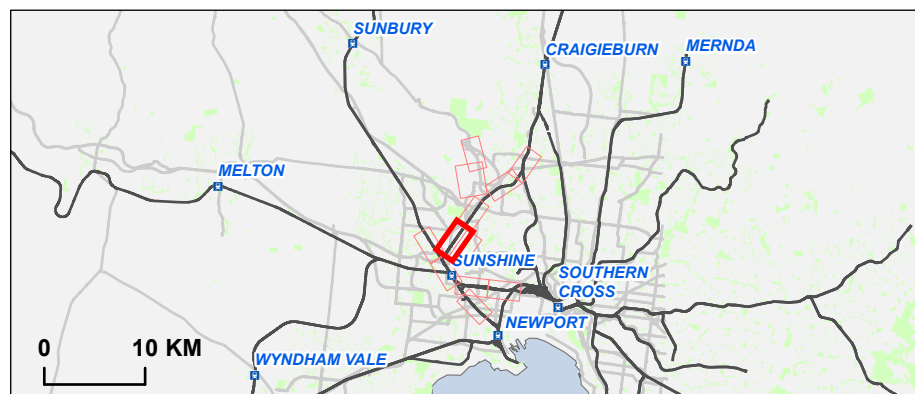 SUNBURY
CRAIGIEBURN
MERNDA
MELTON
SUNSHINE
SOUTHERN
CROSS
NEWPORT
0 10 KM
WYNDHAM VALE